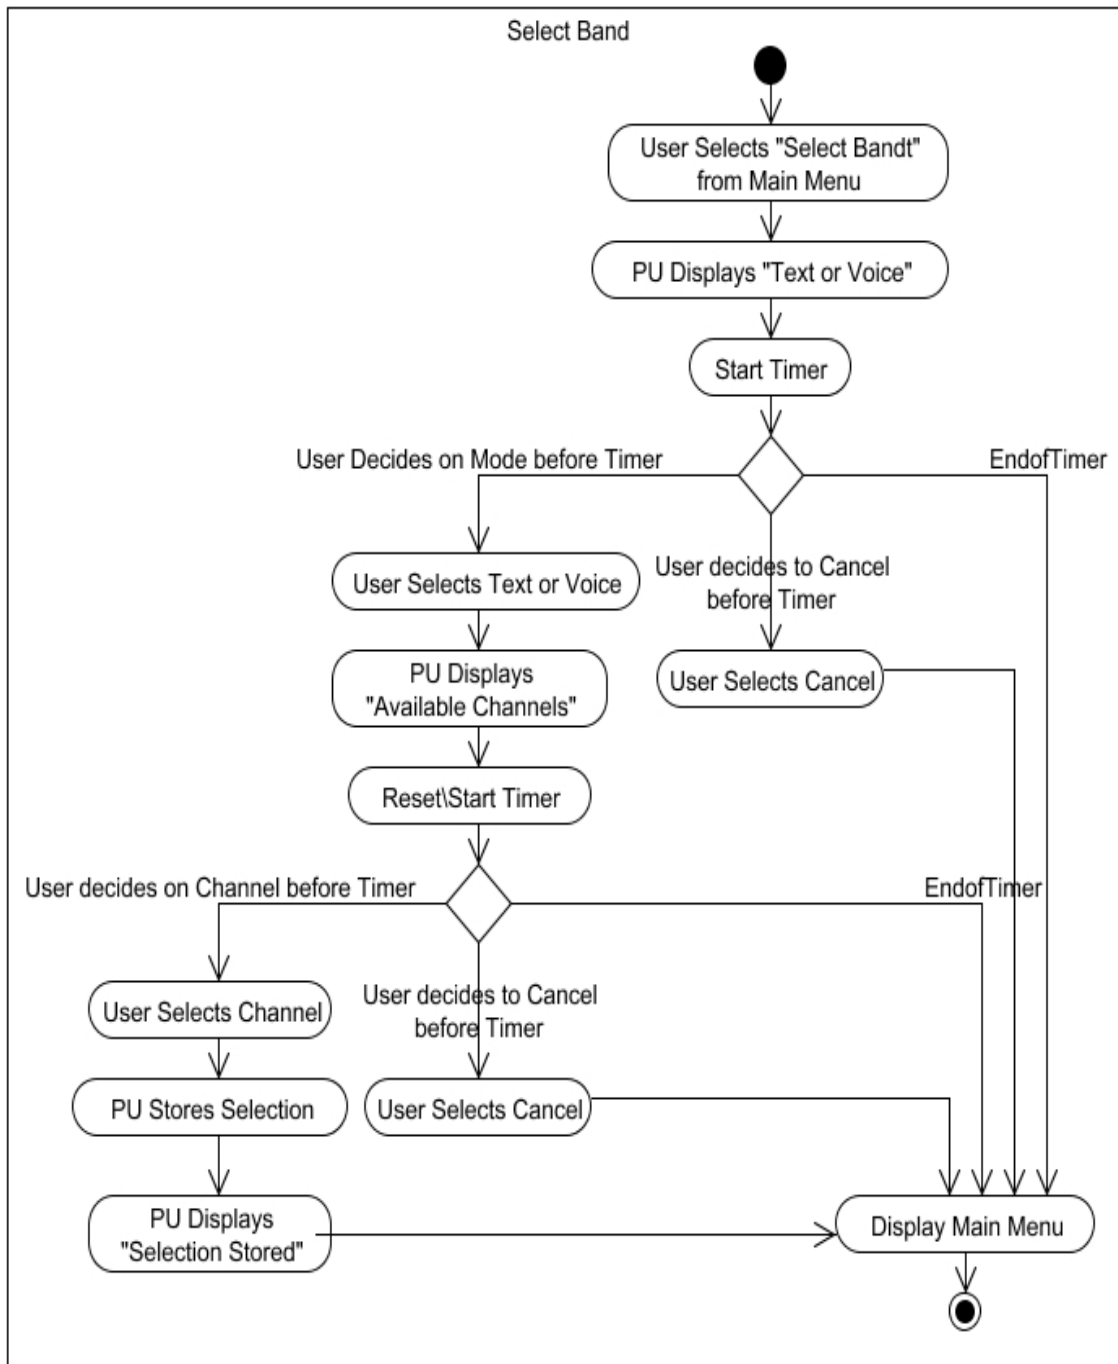 Select Band
User Selects "Select Bandt"
from Main Menu
PU Displays "Text or Voice"
Start Timer
User Decides on Mode before Timer
EndofTimer
User Selects Text or Voice
User decides to Cancel
before Timer
PU Displays
"Available Channels"
User Selects Cancel
Reset\Start Timer
User decides on Channel before Timer
EndofTimer
User Selects Channel
User decides to Cancel
before Timer
PU Stores Selection
User Selects Cancel
PU Displays
"Selection Stored"
Display Main Menu